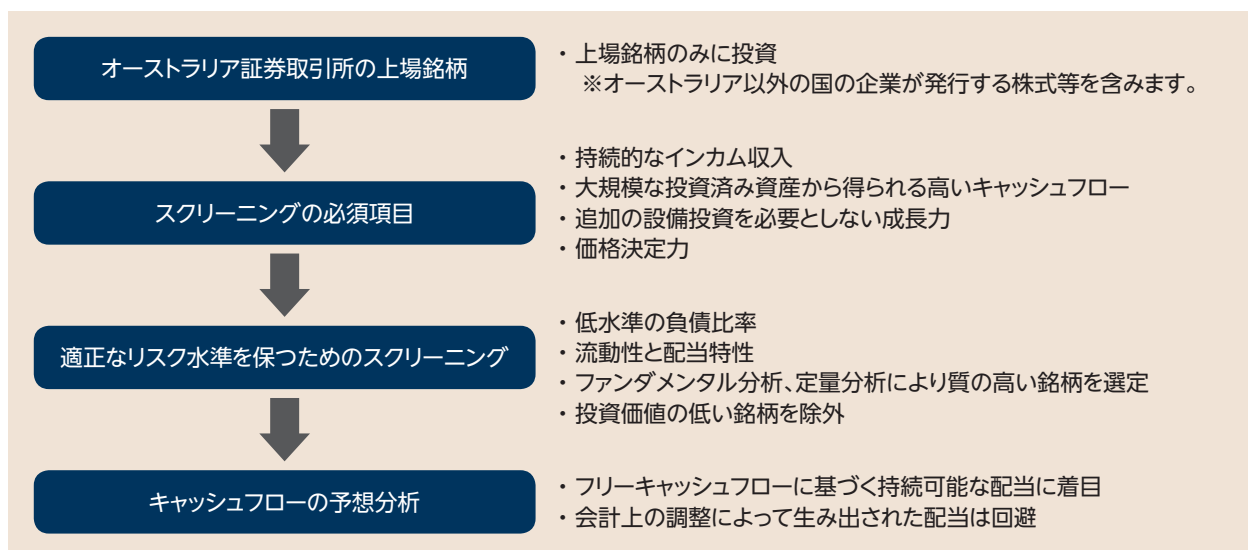 オーストラリア証券取引所の上場銘柄
・上場銘柄のみに投資
※オーストラリア以外の国の企業が発行する株式等を含みます。
スクリーニングの必須項目
・持続的なインカム収入
・大規模な投資済み資産から得られる高いキャッシュフロー
・追加の設備投資を必要としない成長力
・価格決定力
適正なリスク水準を保つためのスクリーニング
・低水準の負債比率
・流動性と配当特性
・ファンダメンタル分析、定量分析により質の高い銘柄を選定
・投資価値の低い銘柄を除外
キャッシュフローの予想分析
・フリーキャッシュフローに基づく持続可能な配当に着目
・会計上の調整によって生み出された配当は回避